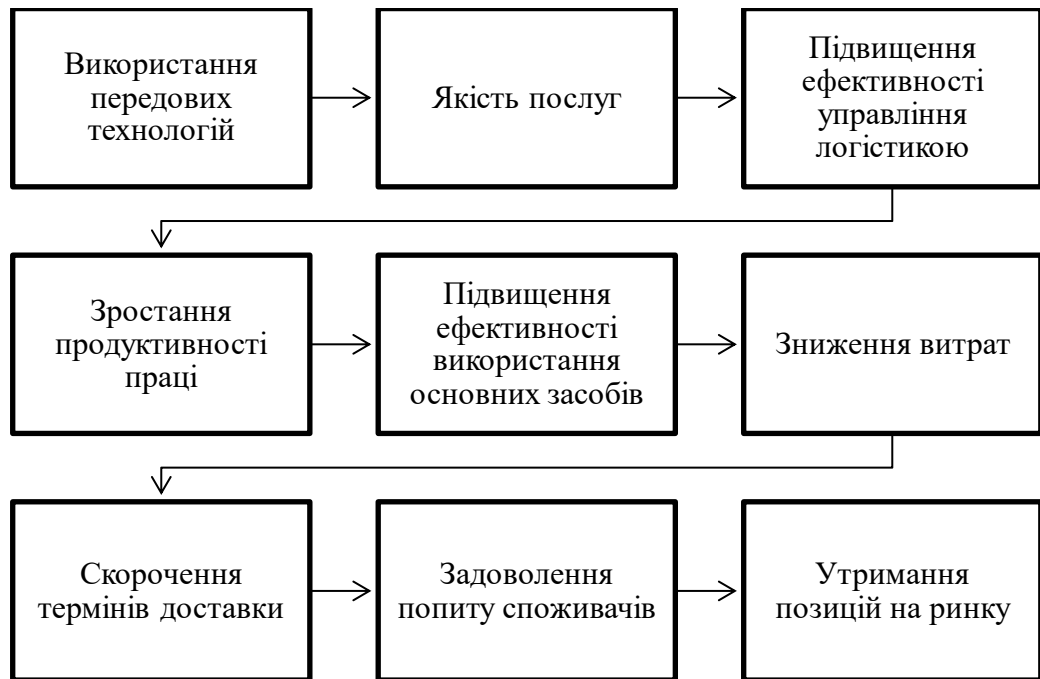 Використання
передових
технологій
Якість послуг
Підвищення
ефективності
управління
логістикою
Зростання
продуктивності
праці
Підвищення
ефективності
використання
основних засобів
Зниження витрат
Скорочення
термінів доставки
Задоволення
попиту споживачів
Утримання
позицій на ринку